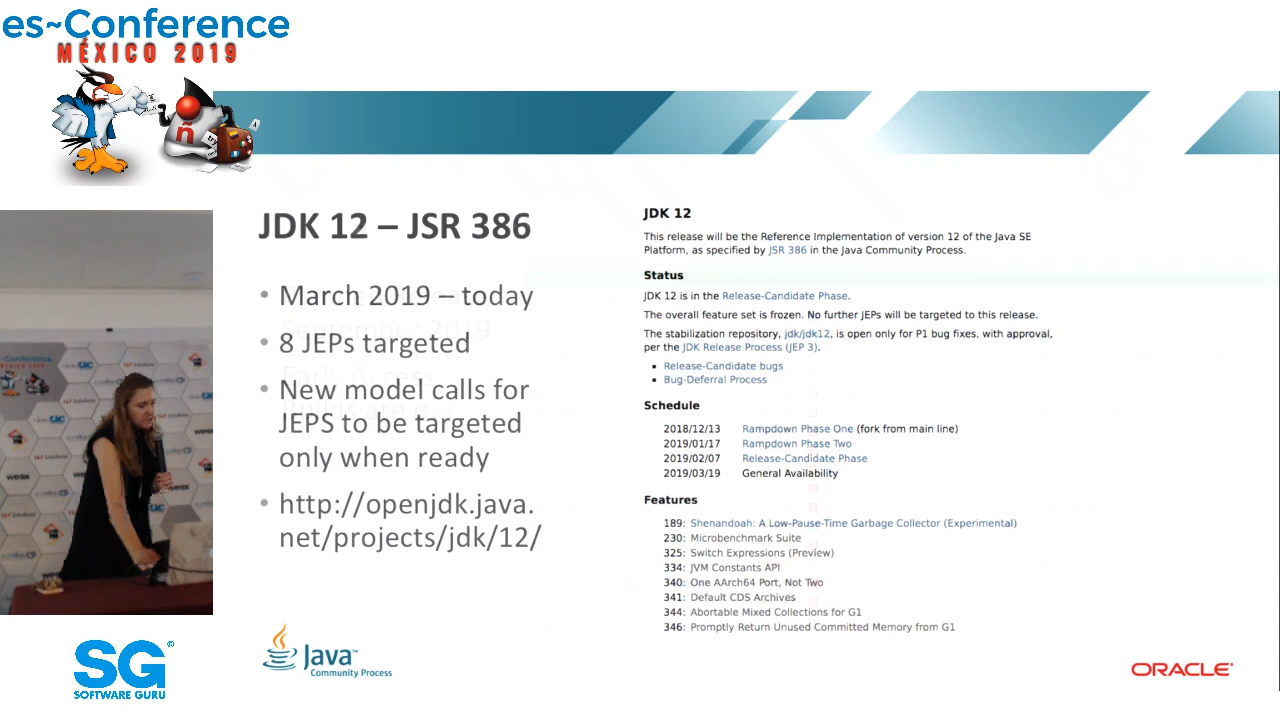 es~Conference
MÉXICO 2019
ñ
JDK 12 – JSR 386
• March 2019 – today
• 8 JEPs targeted
• New model calls for
JEPS to be targeted
only when ready
• http://openjdk.java.
net/projects/jdk/12/
JDK 12
This release will be the Reference Implementation of version 12 of the Java SE
Platform, as specified by JSR 386 in the Java Community Process.
Status
JDK 12 is in the Release-Candidate Phase.
The overall feature set is frozen. No further JEPs will be targeted to this release.
The stabilization repository, jdk/jdk12, is open only for P1 bug fixes, with approval,
per the JDK Release Process (JEP 3).
▪ Release-Candidate bugs
▪ Bug-Deferral Process
Schedule
2018/12/13 Rampdown Phase One (fork from main line)
2019/01/17 Rampdown Phase Two
2019/02/07 Release-Candidate Phase
2019/03/19 General Availability
Features
189: Shenandoah: A Low-Pause-Time Garbage Collector (Experimental)
230: Microbenchmark Suite
325: Switch Expressions (Preview)
334: JVM Constants API
340: One AArch64 Port, Not Two
341: Default CDS Archives
344: Abortable Mixed Collections for G1
346: Promptly Return Unused Committed Memory from G1
SG®
SOFTWARE GURU
Java™
Community Process
ORACLE®